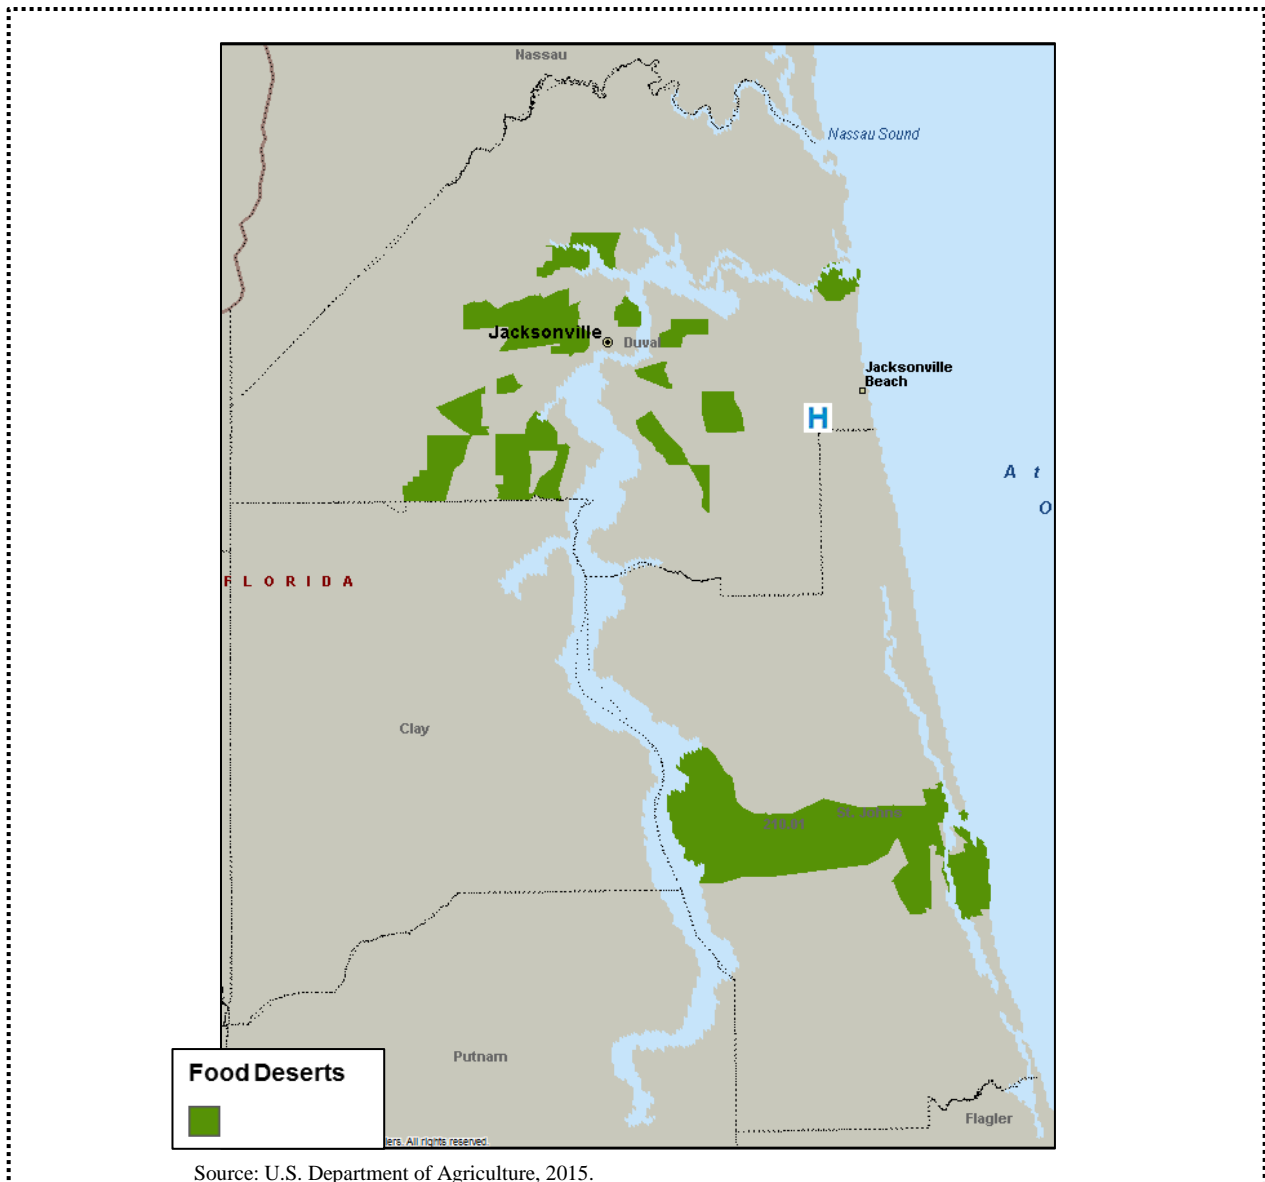 Nassau
Nassau Sound
Jacksonville
Duval
Jacksonville
Beach
H
A t
O
FLORIDA
Clay
St. Johns
210.01
Putnam
Food Deserts
Flagler
ers. All rights reserved.
Source: U.S. Department of Agriculture, 2015.